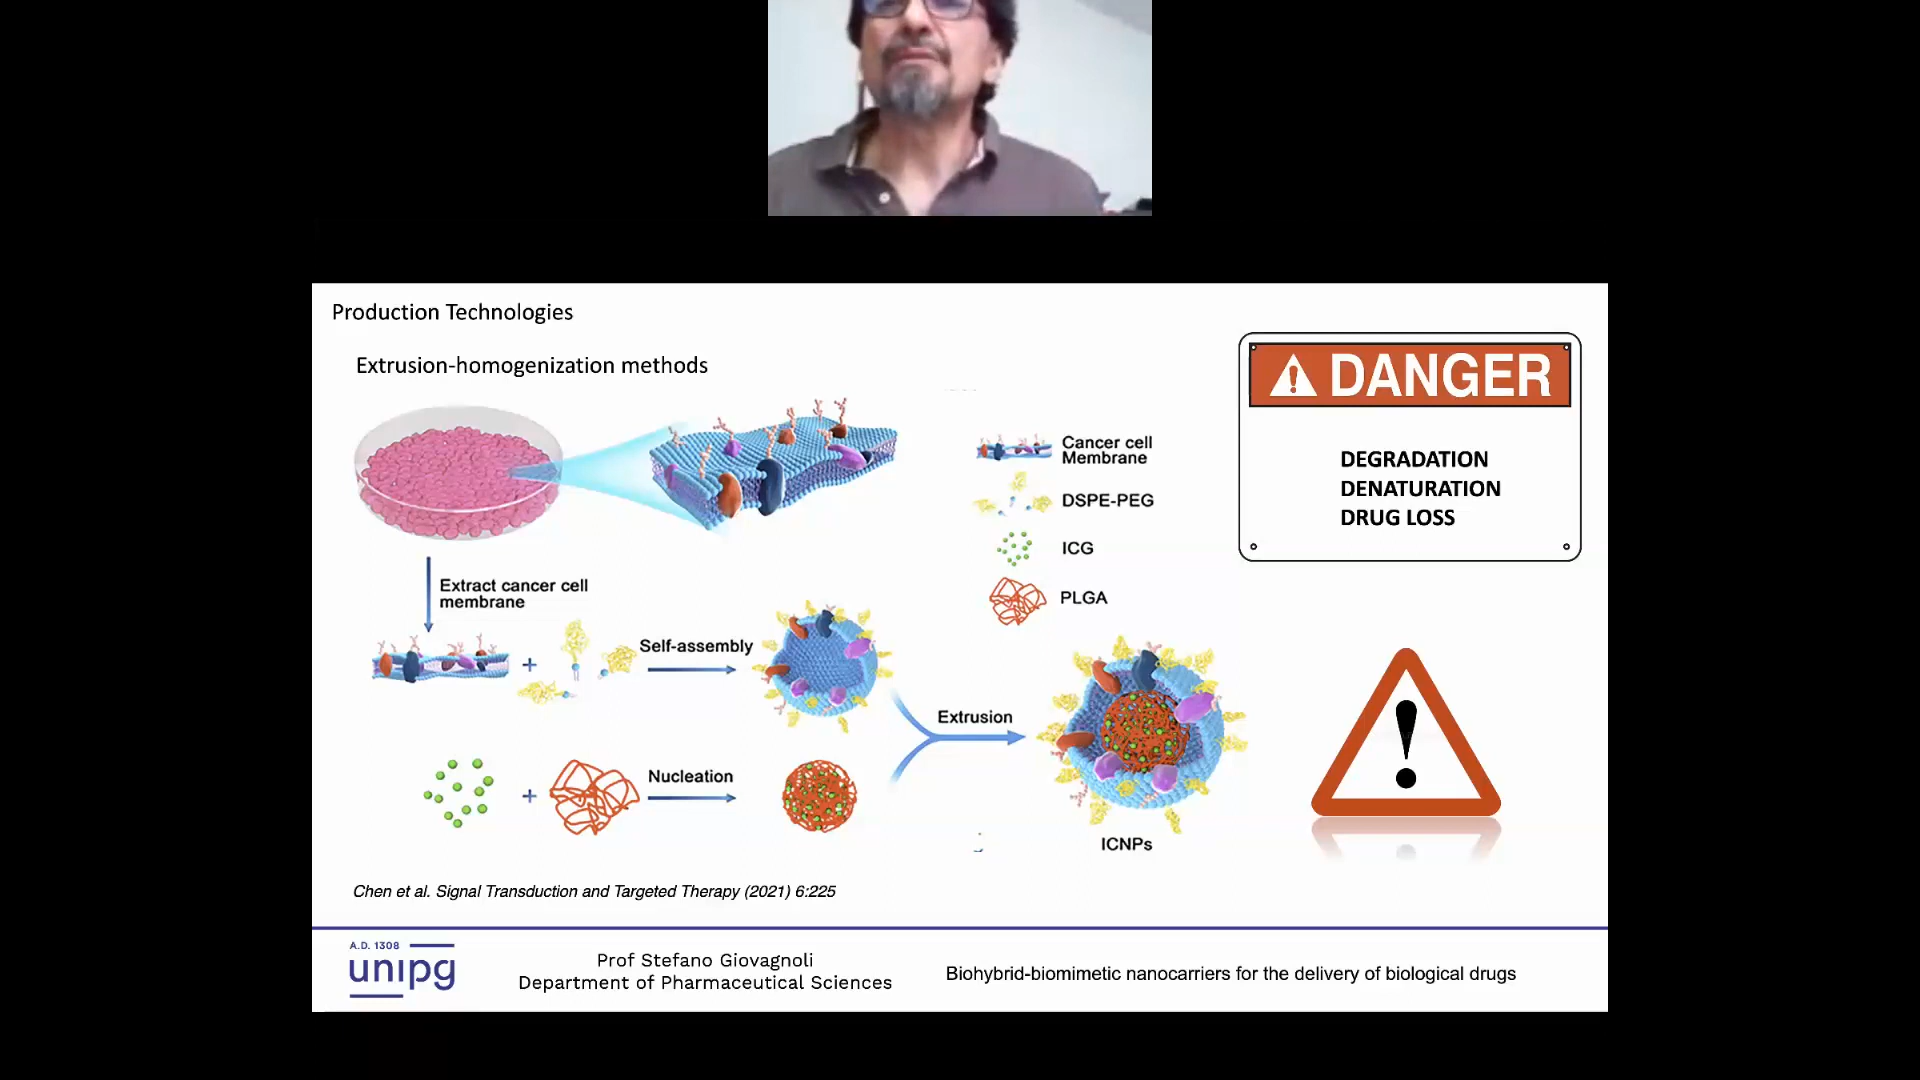 Production Technologies
Extrusion-homogenization methods
DANGER
DEGRADATION
DENATURATION
DRUG LOSS
Cancer cell
Membrane
DSPE-PEG
ICG
PLGA
Extract cancer cell
membrane
+
Self-assembly
Extrusion
+
Nucleation
ICNPs
Chen et al. Signal Transduction and Targeted Therapy (2021) 6:225
A.D. 1308
unipg
Prof Stefano Giovagnoli
Department of Pharmaceutical Sciences
Biohybrid-biomimetic nanocarriers for the delivery of biological drugs